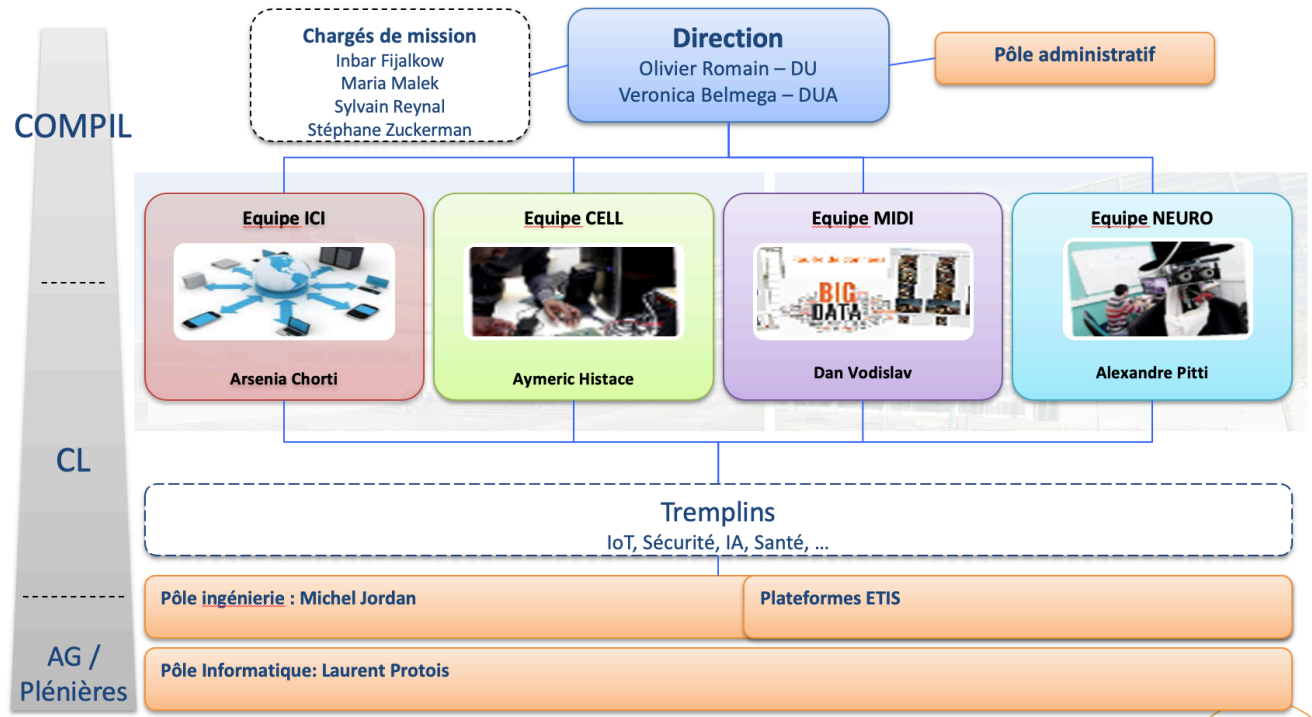 Chargés de mission
Inbar Fijalkow
Maria Malek
Sylvain Reynal
Stéphane Zuckerman
Direction
Olivier Romain – DU
Veronica Belmega – DUA
Pôle administratif
COMPIL
Equipe ICI
Arsenia Chorti
Equipe CELL
Aymeric Histace
Equipe MIDI
BIG
DATA
Dan Vodislav
Equipe NEURO
Alexandre Pitti
CL
Tremplins
IoT, Sécurité, IA, Santé, ...
Pôle ingénierie : Michel Jordan
Plateformes ETIS
AG /
Plénières
Pôle Informatique: Laurent Protois